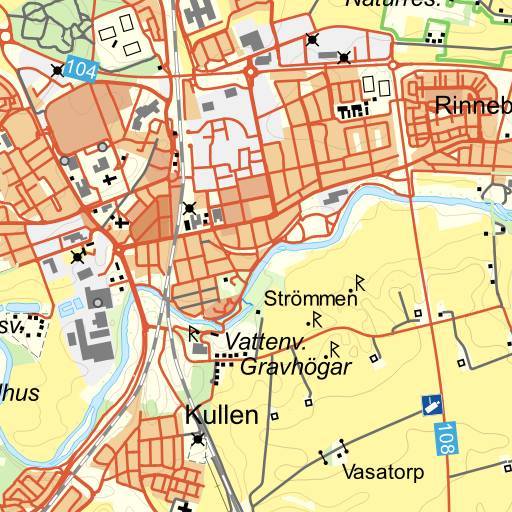 Naturres.
104
Rinneb
Strömmen
sv.
Vattenv.
Gravhögar
lhus
Kullen
108
Vasatorp